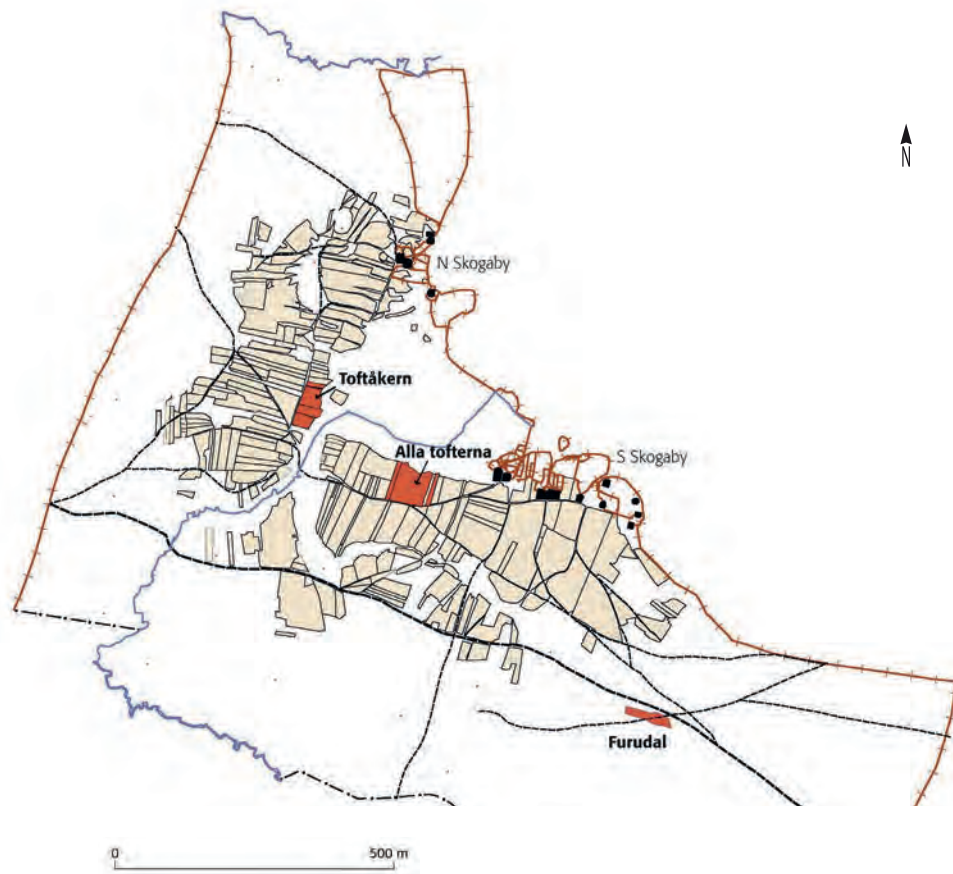 N
N Skogaby
Toftåkern
Alla tofterna
S Skogaby
Furudal
0 500 m